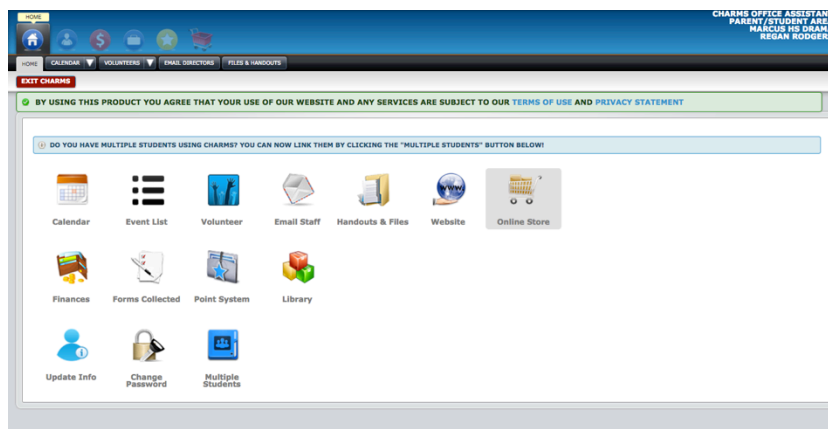 HOME
CHARMS OFFICE ASSISTAN
PARENT/STUDENT ARE
MARCUS HS DRAM
REGAN RODGER
HOME CALENDAR VOLUNTEERS EMAIL DIRECTORS FILES & HANDOUTS
EXIT CHARMS
BY USING THIS PRODUCT YOU AGREE THAT YOUR USE OF OUR WEBSITE AND ANY SERVICES ARE SUBJECT TO OUR TERMS OF USE AND PRIVACY STATEMENT
DO YOU HAVE MULTIPLE STUDENTS USING CHARMS? YOU CAN NOW LINK THEM BY CLICKING THE "MULTIPLE STUDENTS" BUTTON BELOW!
www.
Calendar Event List Volunteer Email Staff Handouts & Files Website Online Store
Finances Forms Collected Point System Library
Update Info Change Password Multiple Students